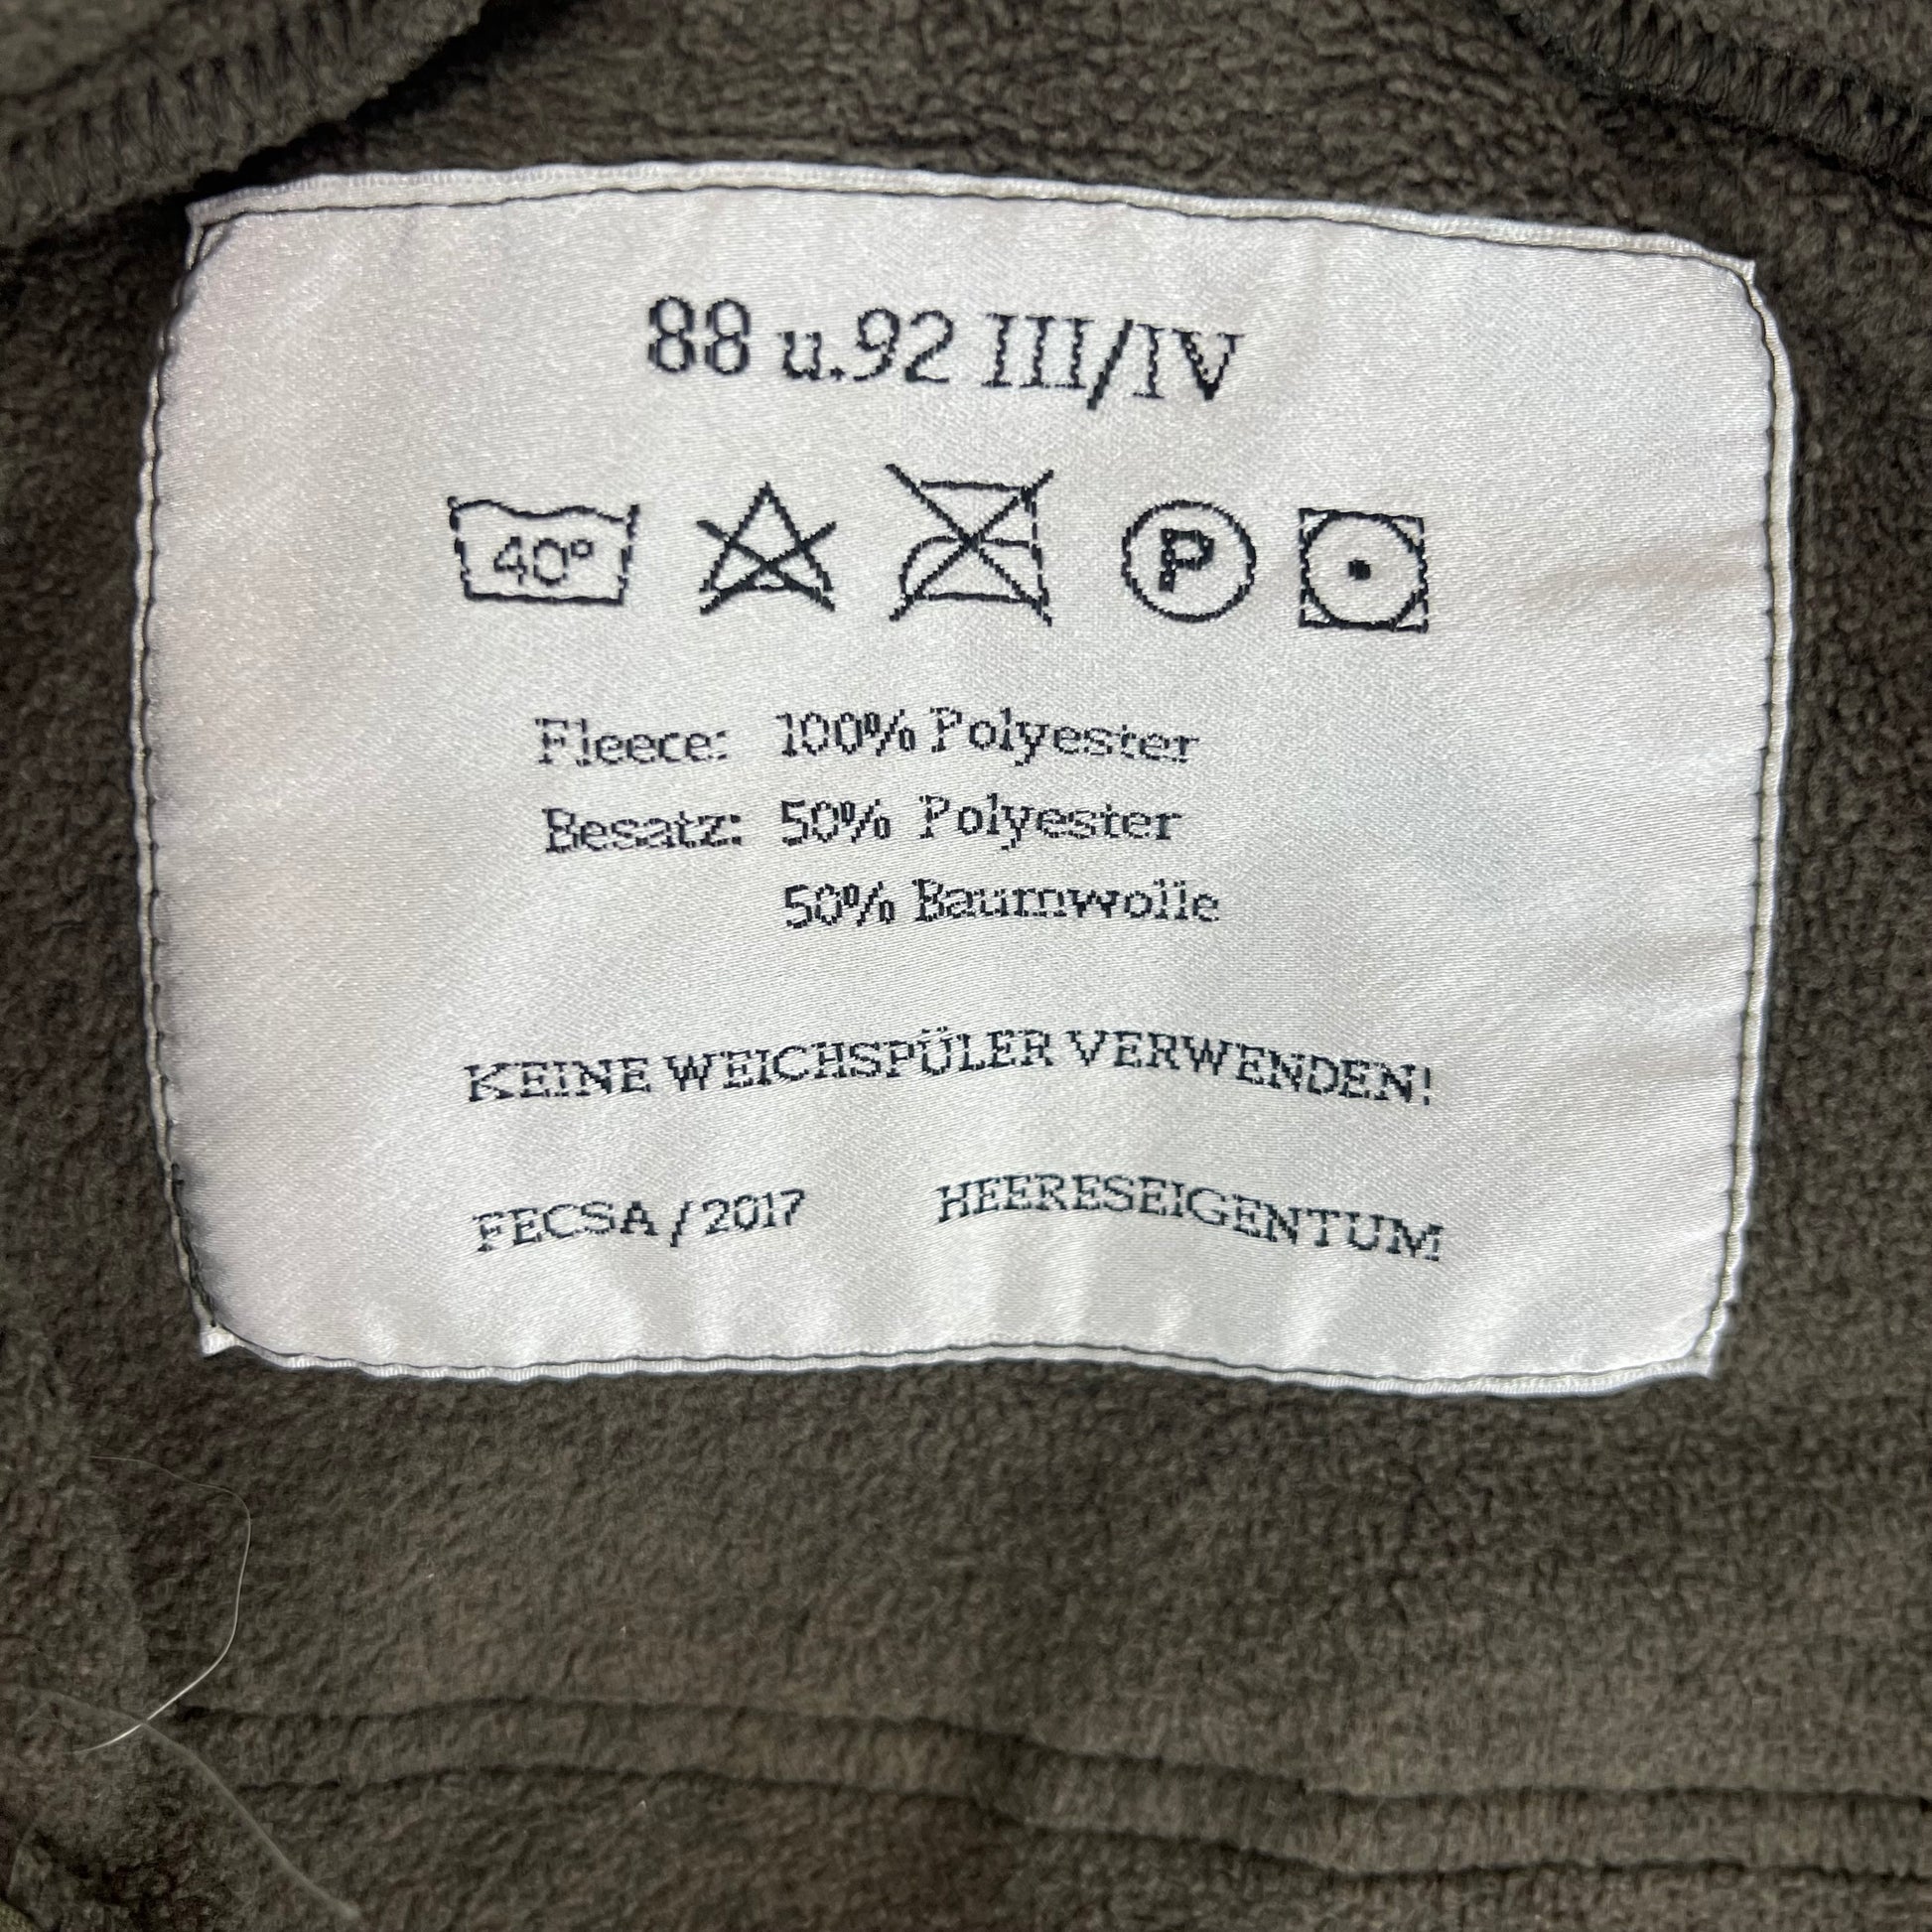 88 u.92 III/IV
40° P
Fleece: 100% Polyester
Besatz: 50% Polyester
50% Baumwolle
KEINE WEICHSPÜLER VERWENDEN!
FECSA / 2017 HEERESEIGENTUM